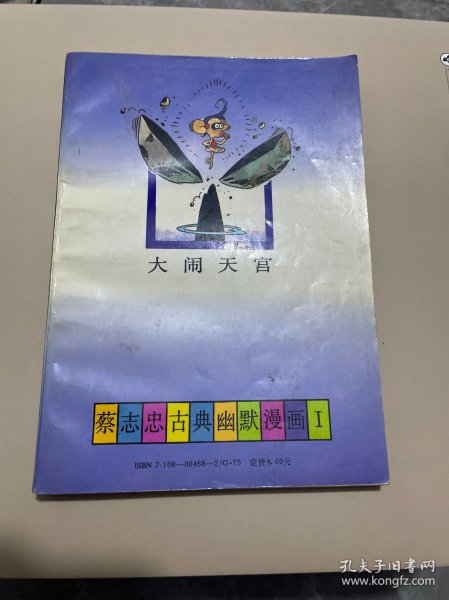 大闹天宫
蔡志忠古典幽默漫画I
ISBN 7-108-00468-2/G·75 定价4.00元
孔夫子旧书网
www.kongfz.com